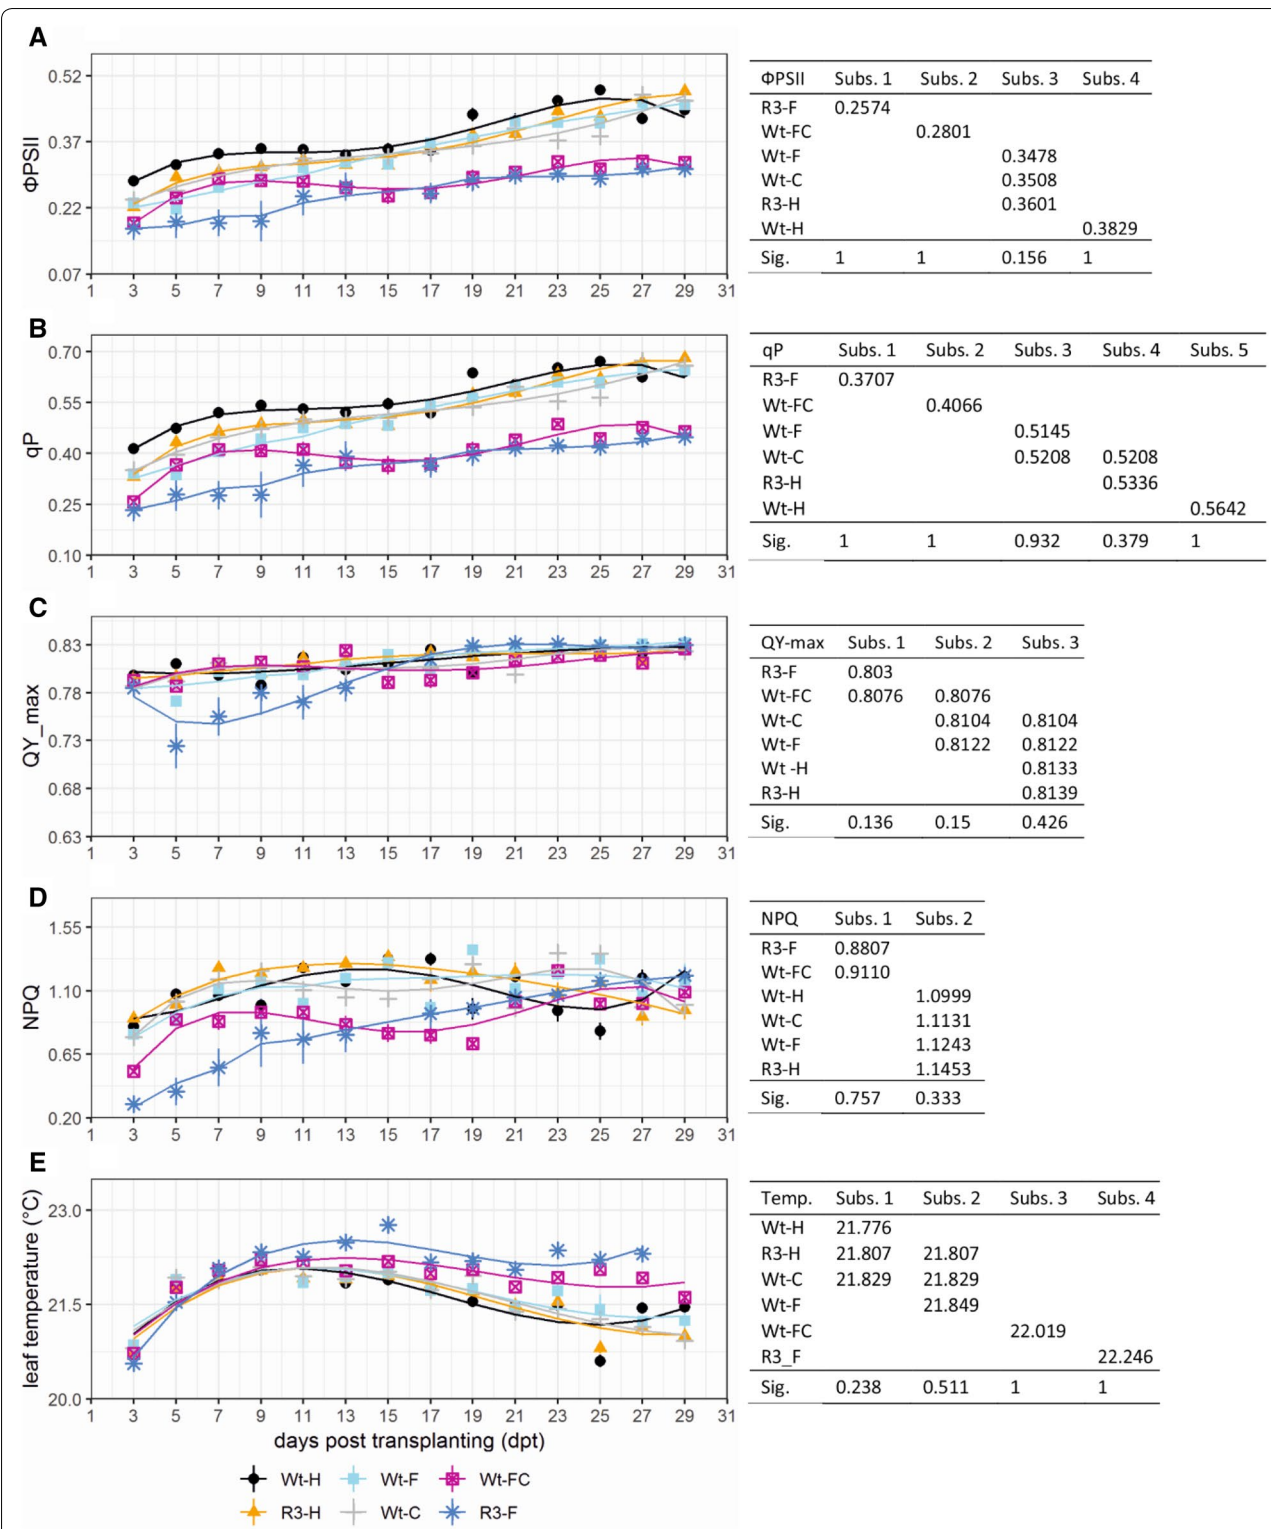 A
ΦPSII
0.52
0.37
0.22
0.07
1 3 5 7 9 11 13 15 17 19 21 23 25 27 29 31
ΦPSII Subs. 1 Subs. 2 Subs. 3 Subs. 4
R3-F 0.2574
Wt-FC 0.2801
Wt-F 0.3478
Wt-C 0.3508
R3-H 0.3601
Wt-H 0.3829
Sig. 1 1 0.156 1
B
qP
0.70
0.55
0.40
0.25
0.10
1 3 5 7 9 11 13 15 17 19 21 23 25 27 29 31
qP Subs. 1 Subs. 2 Subs. 3 Subs. 4 Subs. 5
R3-F 0.3707
Wt-FC 0.4066
Wt-F 0.5145
Wt-C 0.5208 0.5208
R3-H 0.5336
Wt-H 0.5642
Sig. 1 1 0.932 0.379 1
C
QY_max
0.83
0.78
0.73
0.68
0.63
1 3 5 7 9 11 13 15 17 19 21 23 25 27 29 31
QY-max Subs. 1 Subs. 2 Subs. 3
R3-F 0.803
Wt-FC 0.8076 0.8076
Wt-C 0.8104 0.8104
Wt-F 0.8122 0.8122
Wt -H 0.8133
R3-H 0.8139
Sig. 0.136 0.15 0.426
D
NPQ
1.55
1.10
0.65
0.20
1 3 5 7 9 11 13 15 17 19 21 23 25 27 29 31
NPQ Subs. 1 Subs. 2
R3-F 0.8807
Wt-FC 0.9110
Wt-H 1.0999
Wt-C 1.1131
Wt-F 1.1243
R3-H 1.1453
Sig. 0.757 0.333
E
leaf temperature (°C)
23.0
21.5
20.0
1 3 5 7 9 11 13 15 17 19 21 23 25 27 29 31
days post transplanting (dpt)
Temp. Subs. 1 Subs. 2 Subs. 3 Subs. 4
Wt-H 21.776
R3-H 21.807 21.807
Wt-C 21.829 21.829
Wt-F 21.849
Wt-FC 22.019
R3_F 22.246
Sig. 0.238 0.511 1 1
Wt-H Wt-F Wt-FC
R3-H Wt-C R3-F